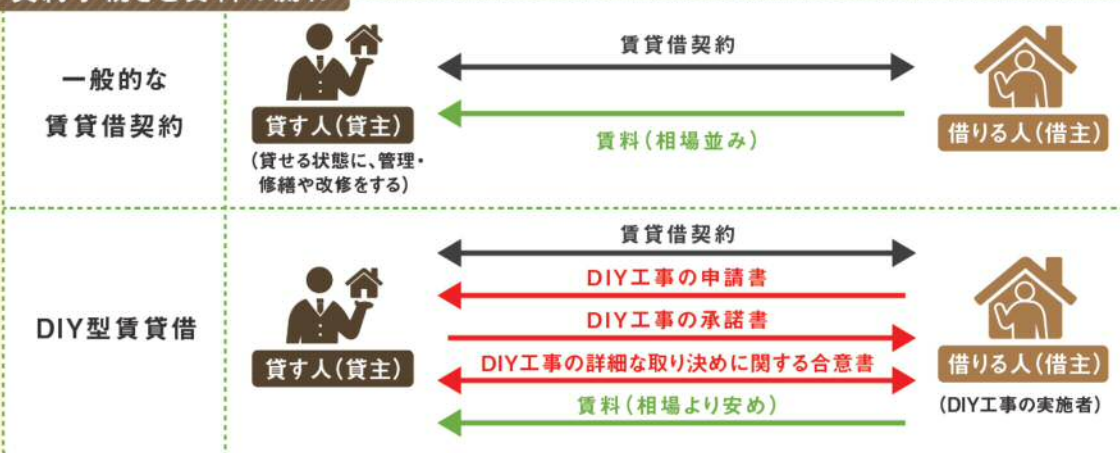 一般的な
賃貸借契約
貸す人(貸主)
(貸せる状態に、管理・
修繕や改修をする)
賃貸借契約
賃料(相場並み)
借りる人(借主)
DIY型賃貸借
貸す人(貸主)
賃貸借契約
DIY工事の申請書
DIY工事の承諾書
DIY工事の詳細な取り決めに関する合意書
賃料(相場より安め)
借りる人(借主)
(DIY工事の実施者)